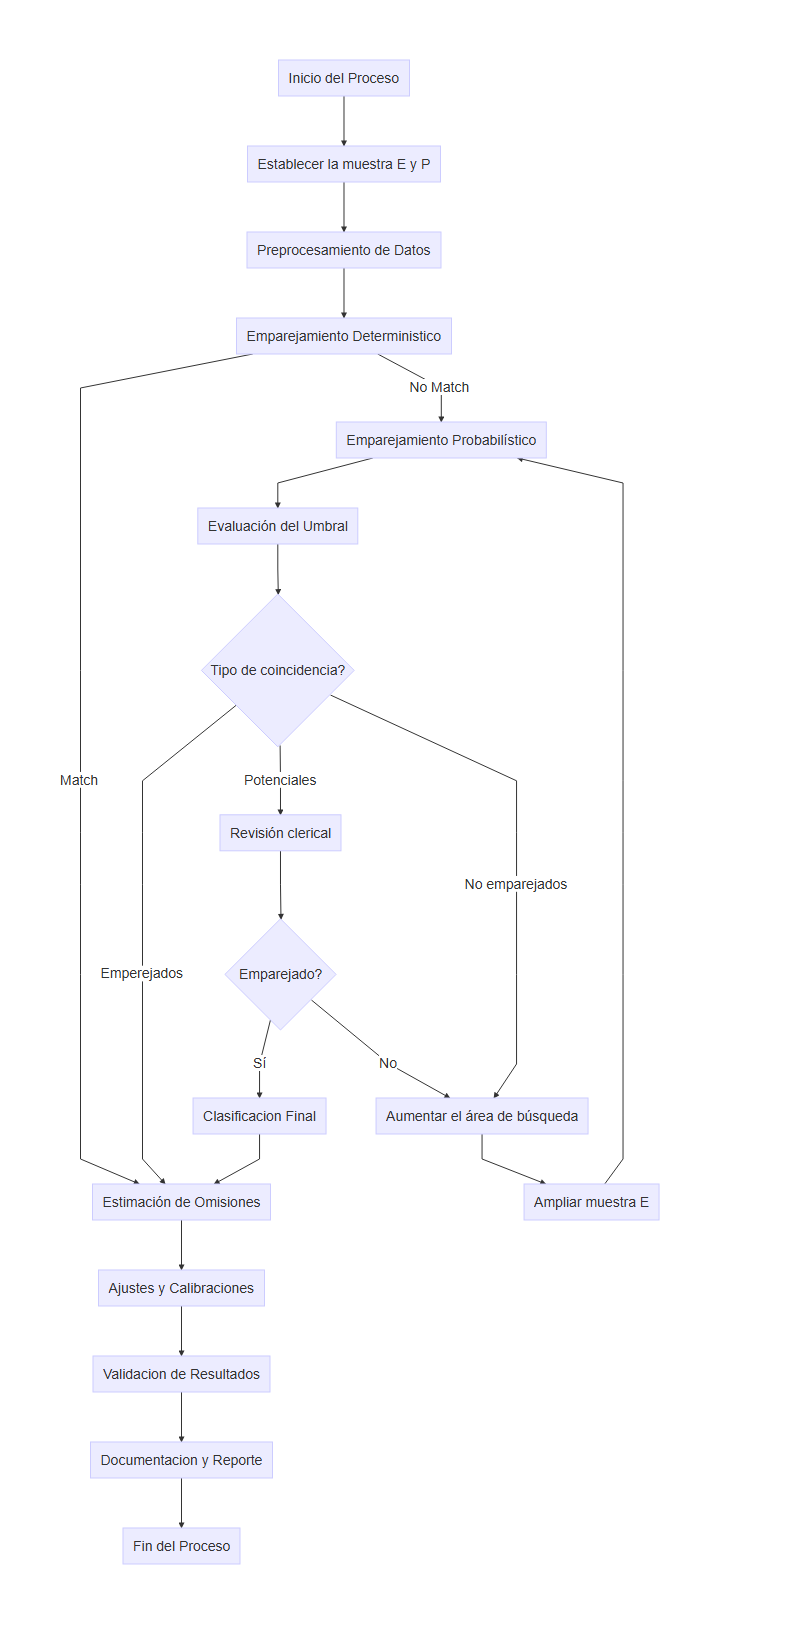 Inicio del Proceso
Establecer la muestra E y P
Preprocesamiento de Datos
Emparejamiento Deterministico
No Match
Emparejamiento Probabilístico
Evaluación del Umbral
Tipo de coincidencia?
Match
Potenciales
Revisión clerical
No emparejados
Emperejados
Emparejado?
Sí
No
Clasificacion Final
Aumentar el área de búsqueda
Estimación de Omisiones
Ampliar muestra E
Ajustes y Calibraciones
Validacion de Resultados
Documentacion y Reporte
Fin del Proceso